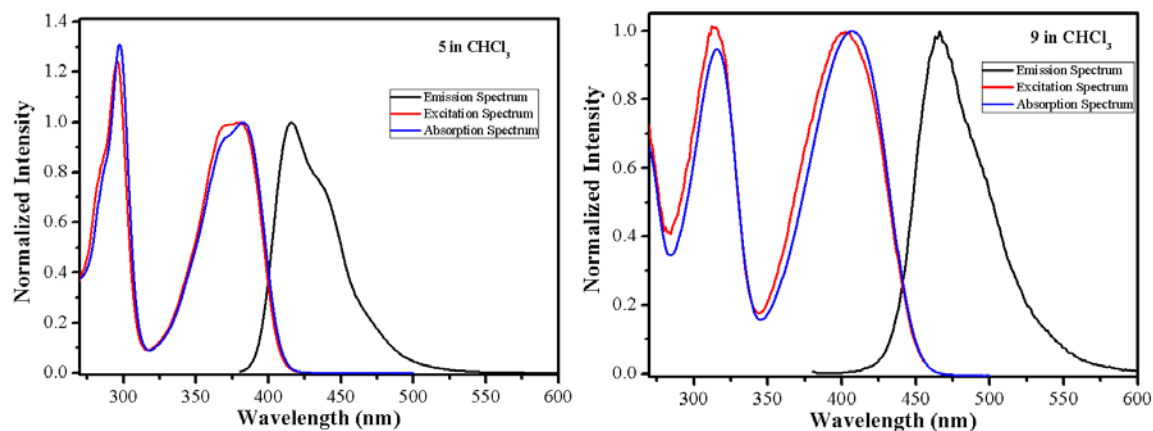 5 in CHCl₃
Emission Spectrum
Excitation Spectrum
Absorption Spectrum
Normalized Intensity
1.4
1.2
1.0
0.8
0.6
0.4
0.2
0.0
300 350 400 450 500 550 600
Wavelength (nm)
9 in CHCl₃
Emission Spectrum
Excitation Spectrum
Absorption Spectrum
Normalized Intensity
1.0
0.8
0.6
0.4
0.2
0.0
300 350 400 450 500 550 600
Wavelength (nm)